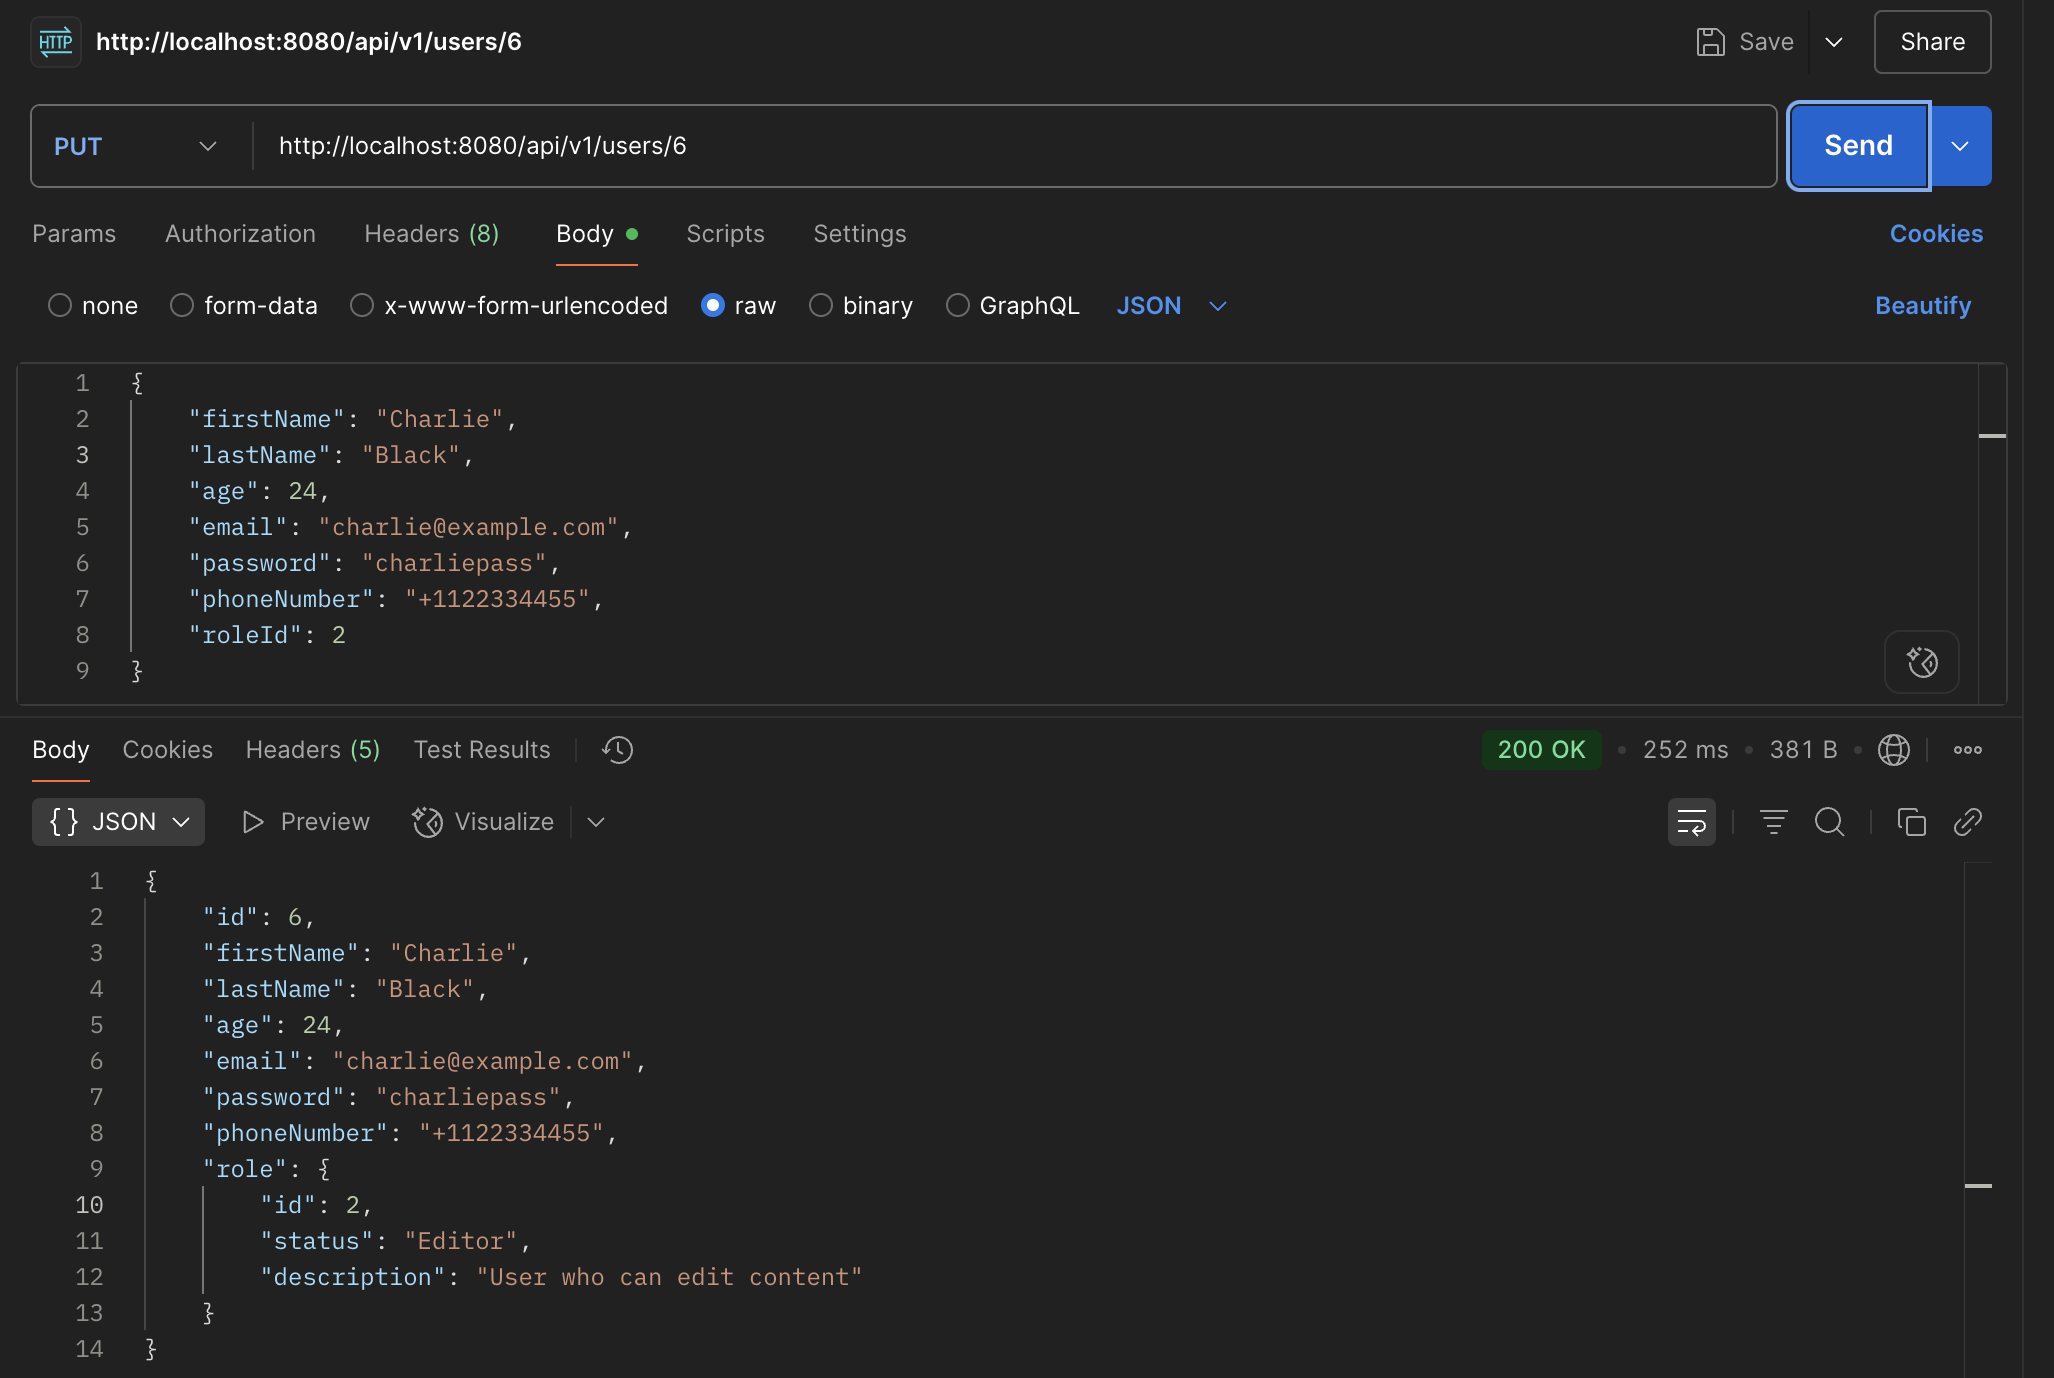 HTTP http://localhost:8080/api/v1/users/6 Save Share
PUT http://localhost:8080/api/v1/users/6 Send
Params Authorization Headers (8) Body Scripts Settings Cookies
none form-data x-www-form-urlencoded raw binary GraphQL JSON Beautify
1 {
2 "firstName": "Charlie",
3 "lastName": "Black",
4 "age": 24,
5 "email": "charlie@example.com",
6 "password": "charliepass",
7 "phoneNumber": "+1122334455",
8 "roleId": 2
9 }
Body Cookies Headers (5) Test Results 200 OK • 252 ms • 381 B •
{} JSON Preview Visualize
1 {
2 "id": 6,
3 "firstName": "Charlie",
4 "lastName": "Black",
5 "age": 24,
6 "email": "charlie@example.com",
7 "password": "charliepass",
8 "phoneNumber": "+1122334455",
9 "role": {
10 "id": 2,
11 "status": "Editor",
12 "description": "User who can edit content"
13 }
14 }